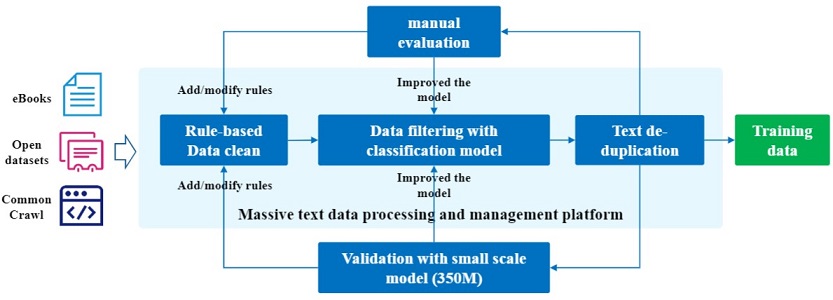 manual
evaluation
eBooks
Add/modify rules
Improved the
model
Open
datasets
Rule-based
Data clean
Data filtering with
classification model
Text de-
duplication
Training
data
Common
Crawl
</>
Add/modify rules
Improved the
model
Massive text data processing and management platform
Validation with small scale
model (350M)